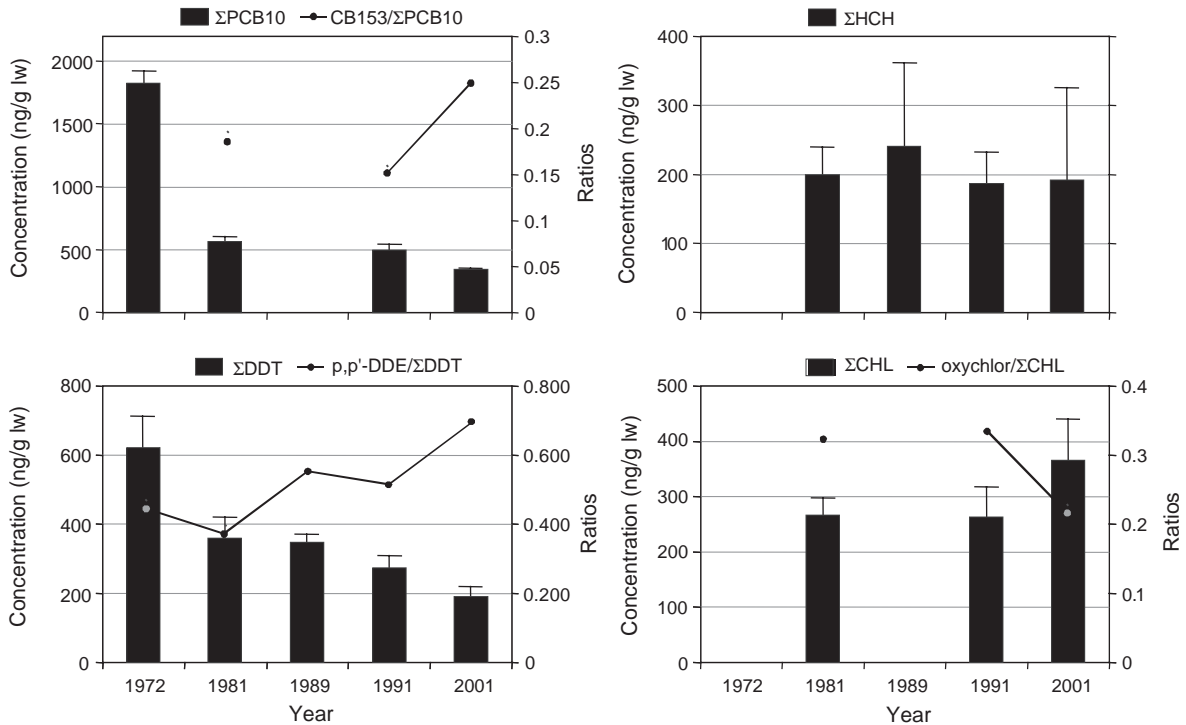 ΣPCB10 CB153/ΣPCB10
Concentration (ng/g lw)
2000
1500
1000
500
0
0.3
0.25
0.2
0.15
0.1
0.05
0
Ratios
ΣHCH
Concentration (ng/g lw)
400
300
200
100
0
ΣDDT p,p'-DDE/ΣDDT
Concentration (ng/g lw)
800
600
400
200
0
0.800
0.600
0.400
0.200
0
Ratios
1972 1981 1989 1991 2001
Year
ΣCHL oxychlor/ΣCHL
Concentration (ng/g lw)
500
400
300
200
100
0
0.4
0.3
0.2
0.1
0
Ratios
1972 1981 1989 1991 2001
Year